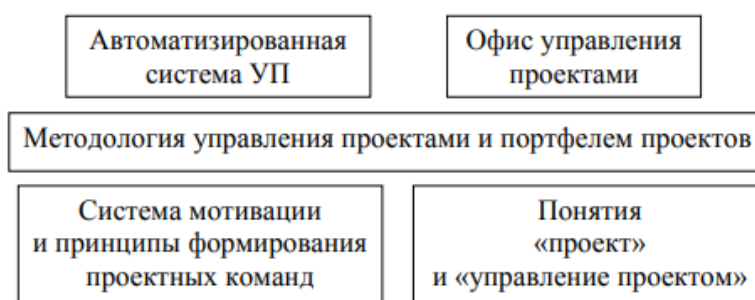 Автоматизированная
система УП
Офис управления
проектами
Методология управления проектами и портфелем проектов
Система мотивации
и принципы формирования
проектных команд
Понятия
«проект»
и «управление проектом»